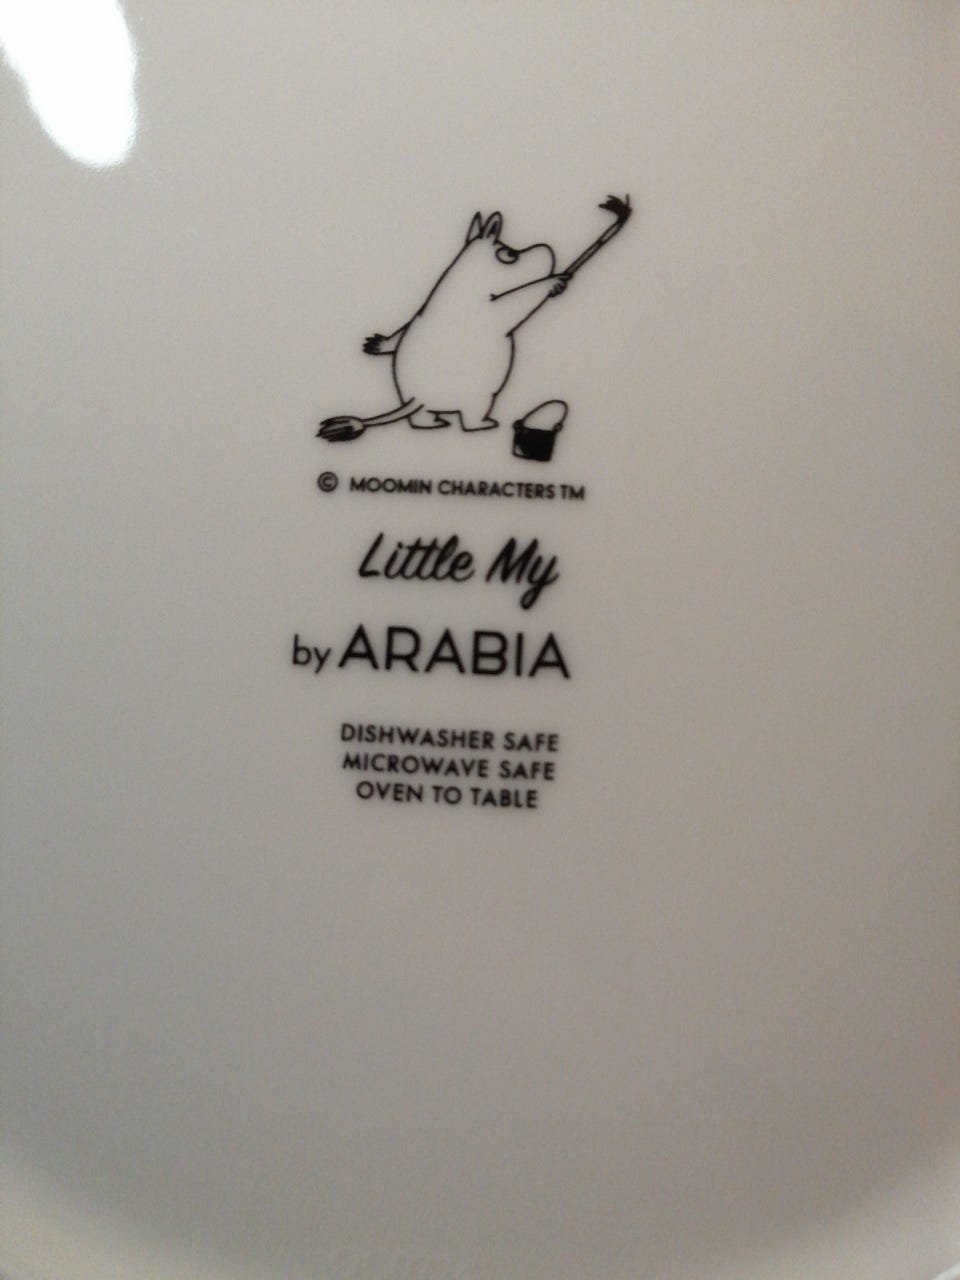 © MOOMIN CHARACTERS TM
Little My
by ARABIA
DISHWASHER SAFE
MICROWAVE SAFE
OVEN TO TABLE